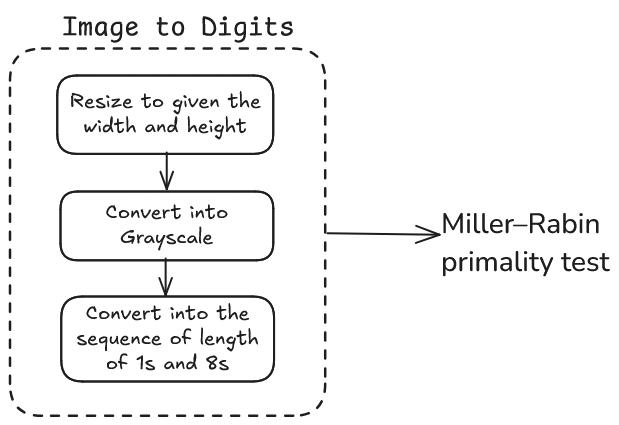 Image to Digits
Resize to given the
width and height
Convert into
Grayscale
Convert into the
sequence of length
of 1s and 8s
Miller–Rabin
primality test